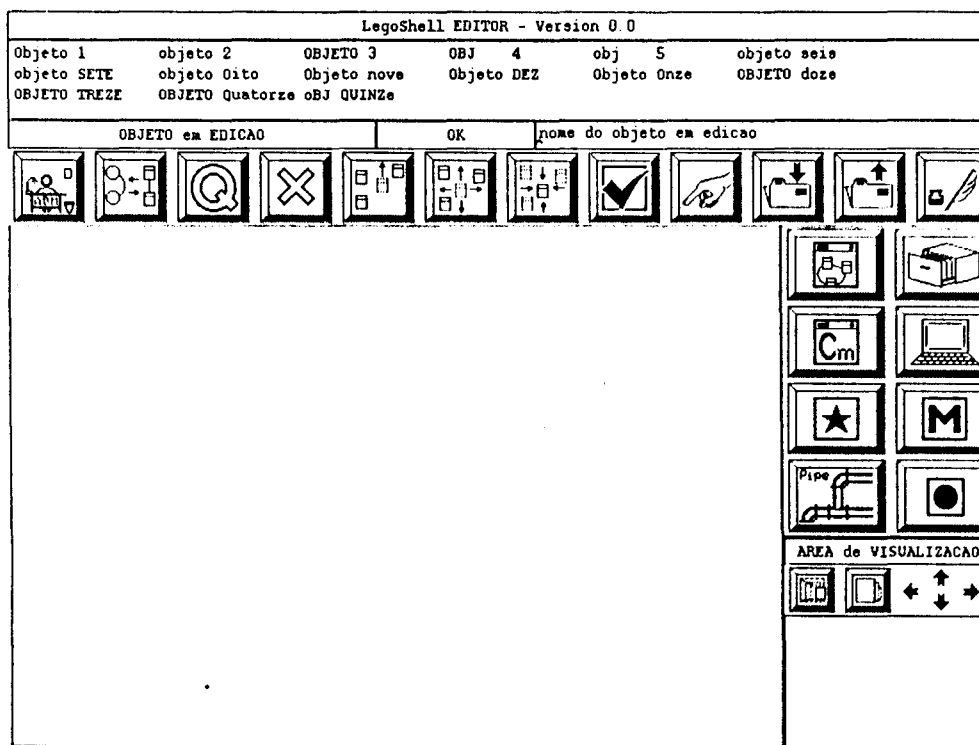 LegoShell EDITOR - Version 0.0
Objeto 1 objeto 2 OBJETO 3 OBJ 4 obj 5 objeto seis
objeto SETE objeto Oito Objeto nove Objeto DEZ Objeto Onze OBJETO doze
OBJETO TREZE OBJETO Quatorze oBJ QUINZe
OBJETO em EDICAO OK nome do objeto em edicao
Q
Cm
M
Pipe
AREA de VISUALIZACAO